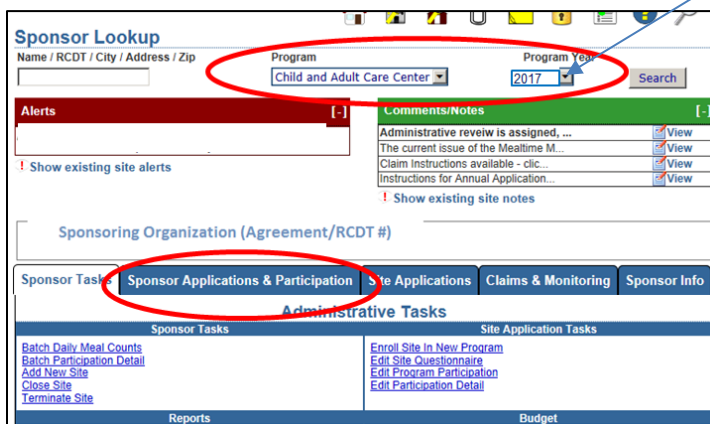 Sponsor Lookup
Name / RCDT / City / Address / Zip Program Program Year
Child and Adult Care Center 2017 Search
Alerts [-] Comments/Notes [-]
Administrative reveiw is assigned, ... View
The current issue of the Mealtime M... View
Claim Instructions available - clic... View
Instructions for Annual Application... View
! Show existing site alerts
! Show existing site notes
Sponsoring Organization (Agreement/RCDT #)
Sponsor Tasks Sponsor Applications & Participation Site Applications Claims & Monitoring Sponsor Info
Administrative Tasks
Sponsor Tasks Site Application Tasks
Batch Daily Meal Counts Enroll Site In New Program
Batch Participation Detail Edit Site Questionnaire
Add New Site Edit Program Participation
Close Site Edit Participation Detail
Terminate Site
Reports Budget